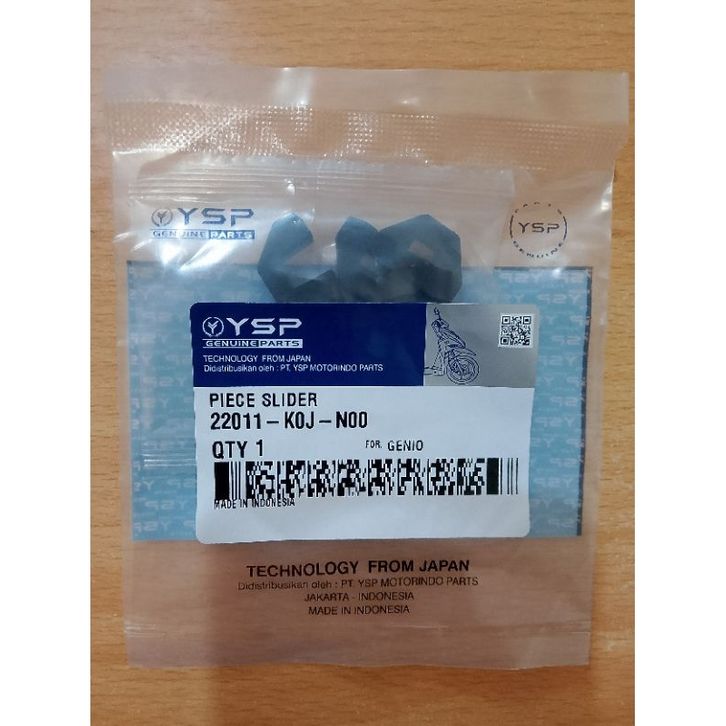 YSP
GENUINE PARTS
PARTS
YSP
GENUINE
YSP
GENUINE PARTS
TECHNOLOGY FROM JAPAN
Didistribusikan oleh : PT. YSP MOTORINDO PARTS
PIECE SLIDER
22011-K0J-N00
QTY 1 FOR. GENIO
MADE IN INDONESIA
TECHNOLOGY FROM JAPAN
Didistribusikan oleh : PT. YSP MOTORINDO PARTS
JAKARTA - INDONESIA
MADE IN INDONESIA